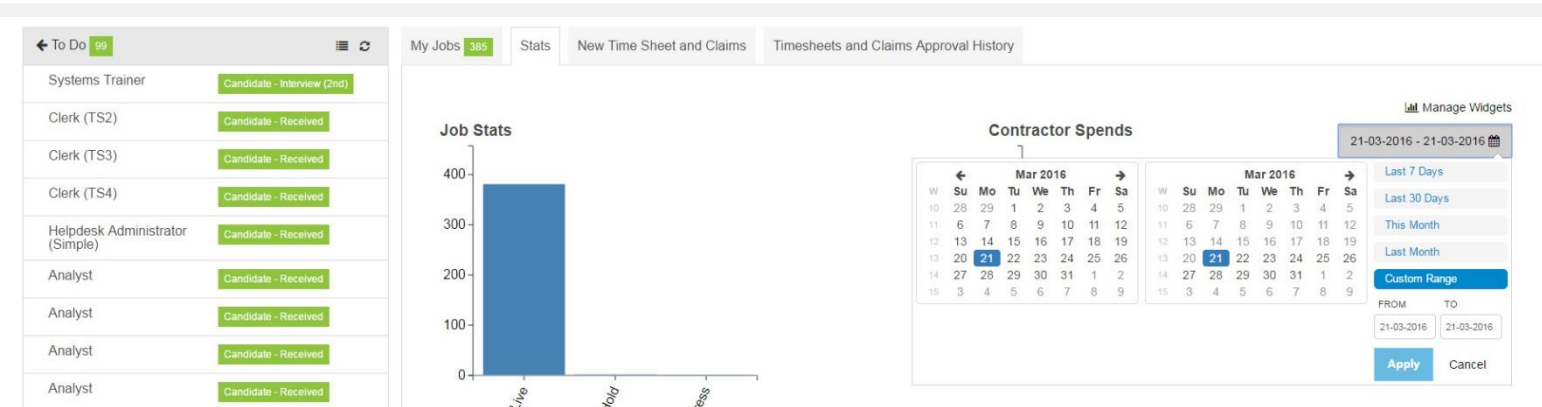 To Do 99
Systems Trainer Candidate - Interview (2nd)
Clerk (TS2) Candidate - Received
Clerk (TS3) Candidate - Received
Clerk (TS4) Candidate - Received
Helpdesk Administrator Candidate - Received
(Simple)
Analyst Candidate - Received
Analyst Candidate - Received
Analyst Candidate - Received
Analyst Candidate - Received
My Jobs 385 Stats New Time Sheet and Claims Timesheets and Claims Approval History
Manage Widgets
Job Stats
400
300
200
100
0
Live
Hold
ress
Contractor Spends
21-03-2016 - 21-03-2016
Mar 2016
W Su Mo Tu We Th Fr Sa
10 28 29 1 2 3 4 5
11 6 7 8 9 10 11 12
12 13 14 15 16 17 18 19
13 20 21 22 23 24 25 26
14 27 28 29 30 31 1 2
15 3 4 5 6 7 8 9
Mar 2016
W Su Mo Tu We Th Fr Sa
10 28 29 1 2 3 4 5
11 6 7 8 9 10 11 12
12 13 14 15 16 17 18 19
13 20 21 22 23 24 25 26
14 27 28 29 30 31 1 2
15 3 4 5 6 7 8 9
Last 7 Days
Last 30 Days
This Month
Last Month
Custom Range
FROM TO
21-03-2016 21-03-2016
Apply Cancel